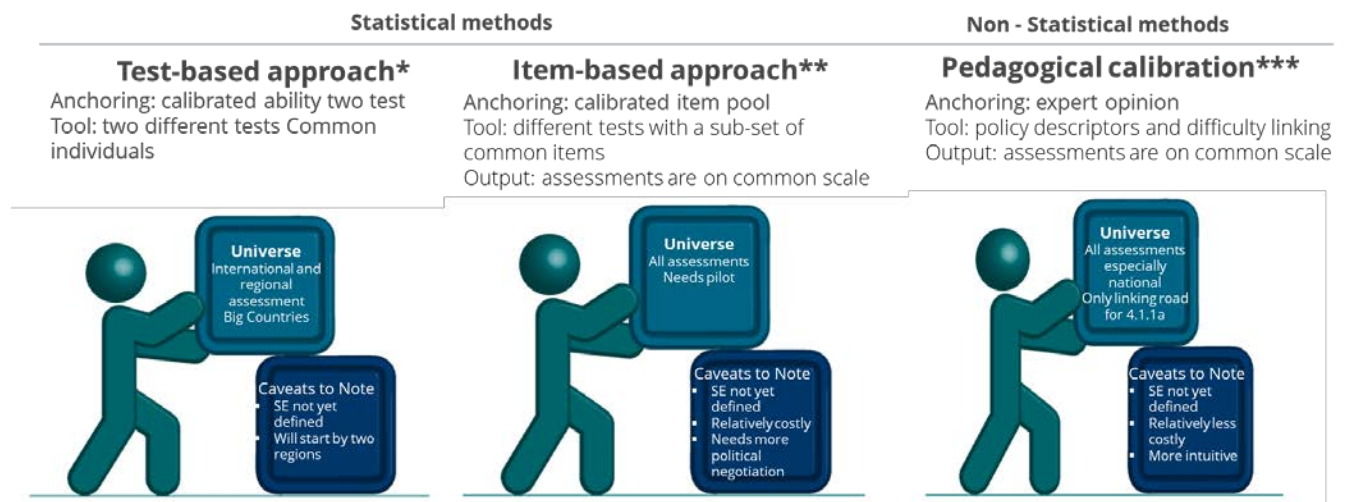 Statistical methods
Non - Statistical methods
Test-based approach*
Anchoring: calibrated ability two test
Tool: two different tests Common
individuals
Item-based approach**
Anchoring: calibrated item pool
Tool: different tests with a sub-set of
common items
Output: assessments are on common scale
Pedagogical calibration***
Anchoring: expert opinion
Tool: policy descriptors and difficulty linking
Output: assessments are on common scale
Universe
International and
regional
assessment
Big Countries
Caveats to Note
▪ SE not yet
defined
▪ Will start by two
regions
Universe
All assessments
Needs pilot
Caveats to Note
▪ SE not yet
defined
▪ Relatively costly
▪ Needs more
political
negotiation
Universe
All assessments
especially
national
Only linking road
for 4.1.1a
Caveats to Note
▪ SE not yet
defined
▪ Relatively less
costly
▪ More intuitive